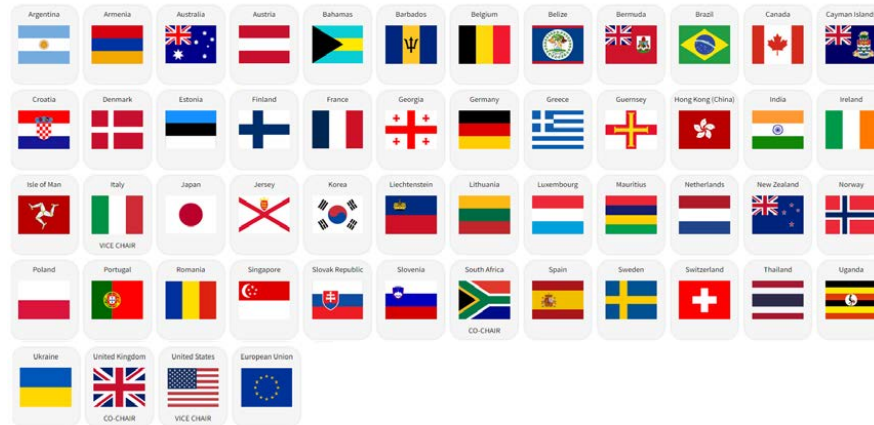 Argentina
Armenia
Australia
Austria
Bahamas
Barbados
Belgium
Belize
Bermuda
Brazil
Canada
Cayman Islands
Croatia
Denmark
Estonia
Finland
France
Georgia
Germany
Greece
Guernsey
Hong Kong (China)
India
Ireland
Isle of Man
Italy
VICE CHAIR
Japan
Jersey
Korea
Liechtenstein
Lithuania
Luxembourg
Mauritius
Netherlands
New Zealand
Norway
Poland
Portugal
Romania
Singapore
Slovak Republic
Slovenia
South Africa
CO-CHAIR
Spain
Sweden
Switzerland
Thailand
Uganda
Ukraine
United Kingdom
CO-CHAIR
United States
VICE CHAIR
European Union